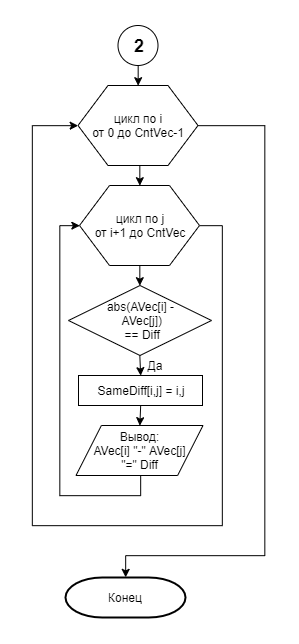 2
цикл по i
от 0 до CntVec-1
цикл по j
от i+1 до CntVec
abs(AVec[i] -
AVec[j])
== Diff
Да
SameDiff[i,j] = i,j
Вывод:
AVec[i] "-" AVec[j]
"=" Diff
Конец